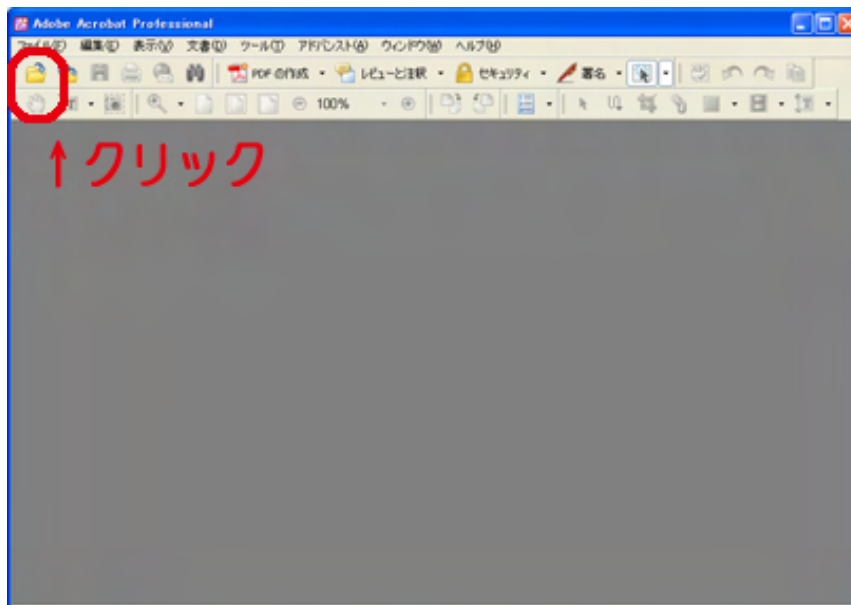 Adobe Acrobat Professional
ファイル(F) 編集(E) 表示(V) 文書(D) ツール(T) アドバンスト(A) ウィンドウ(W) ヘルプ(H)
PDF の作成 レビューと注釈 セキュリティ 署名
100%
↑クリック